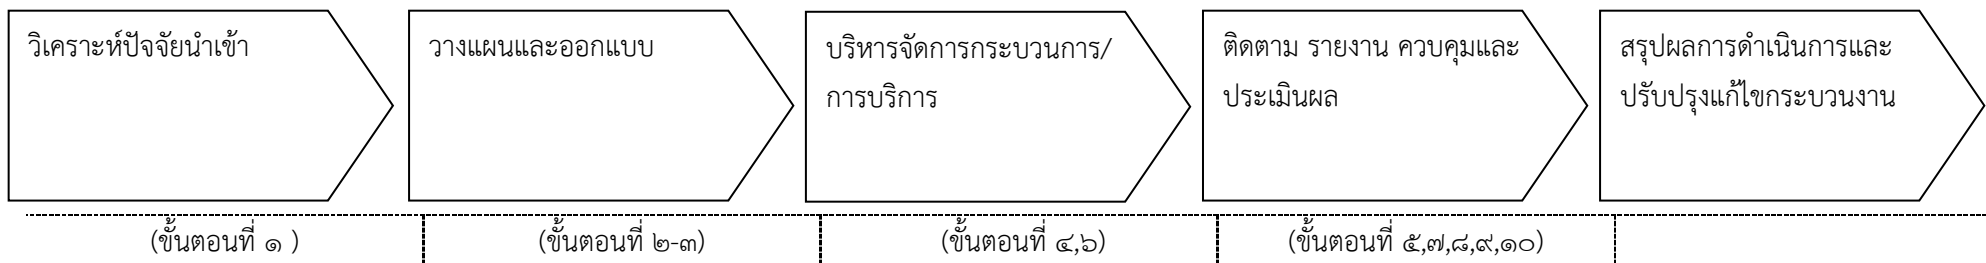 วิเคราะห์ปัจจัยนำเข้า
วางแผนและออกแบบ
บริหารจัดการกระบวนการ/
การบริการ
ติดตาม รายงาน ควบคุมและ
ประเมินผล
สรุปผลการดำเนินการและ
ปรับปรุงแก้ไขกระบวนงาน
(ขั้นตอนที่ ๑ )
(ขั้นตอนที่ ๒-๓)
(ขั้นตอนที่ ๔,๖)
(ขั้นตอนที่ ๕,๗,๘,๙,๑๐)